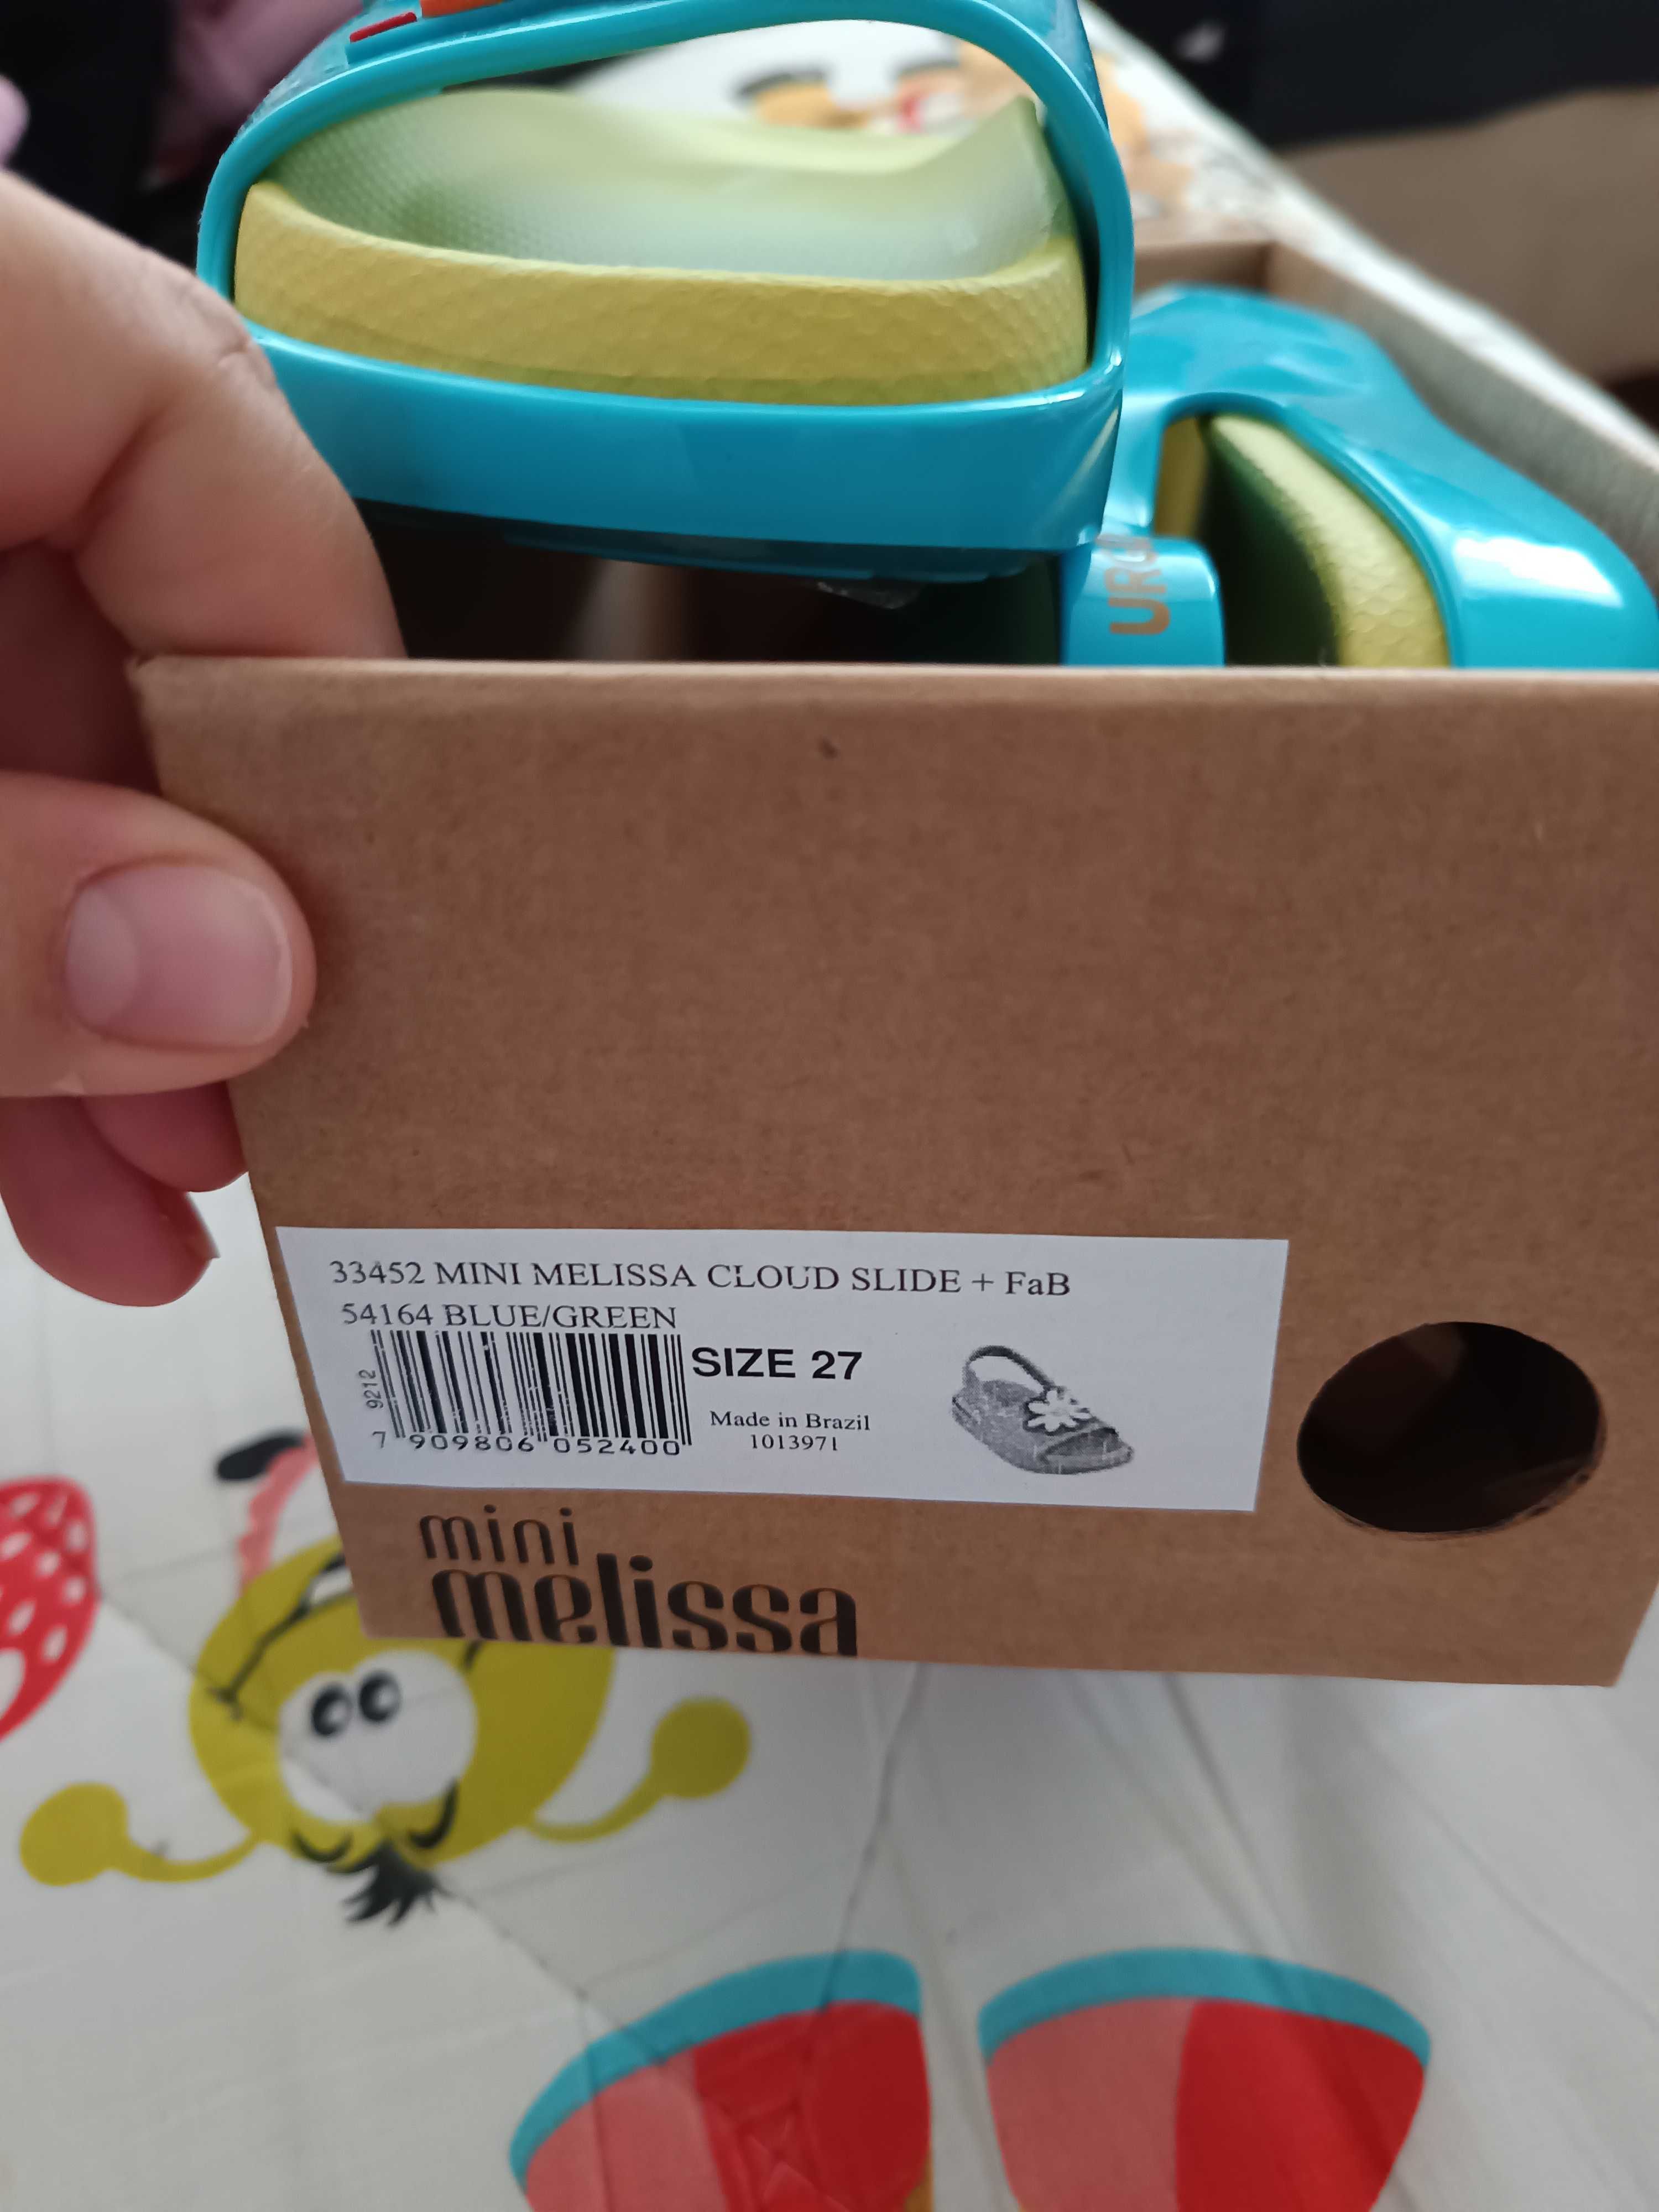 33452 MINI MELISSA CLOUD SLIDE + FaB
54164 BLUE/GREEN
9212
SIZE 27
Made in Brazil
1013971
7 909806 052400
mini
melissa